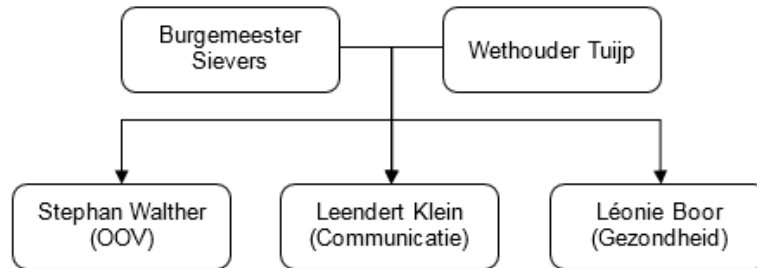 Burgemeester
Sievers
Wethouder Tuijp
Stephan Walther
(OOV)
Leendert Klein
(Communicatie)
Léonie Boor
(Gezondheid)